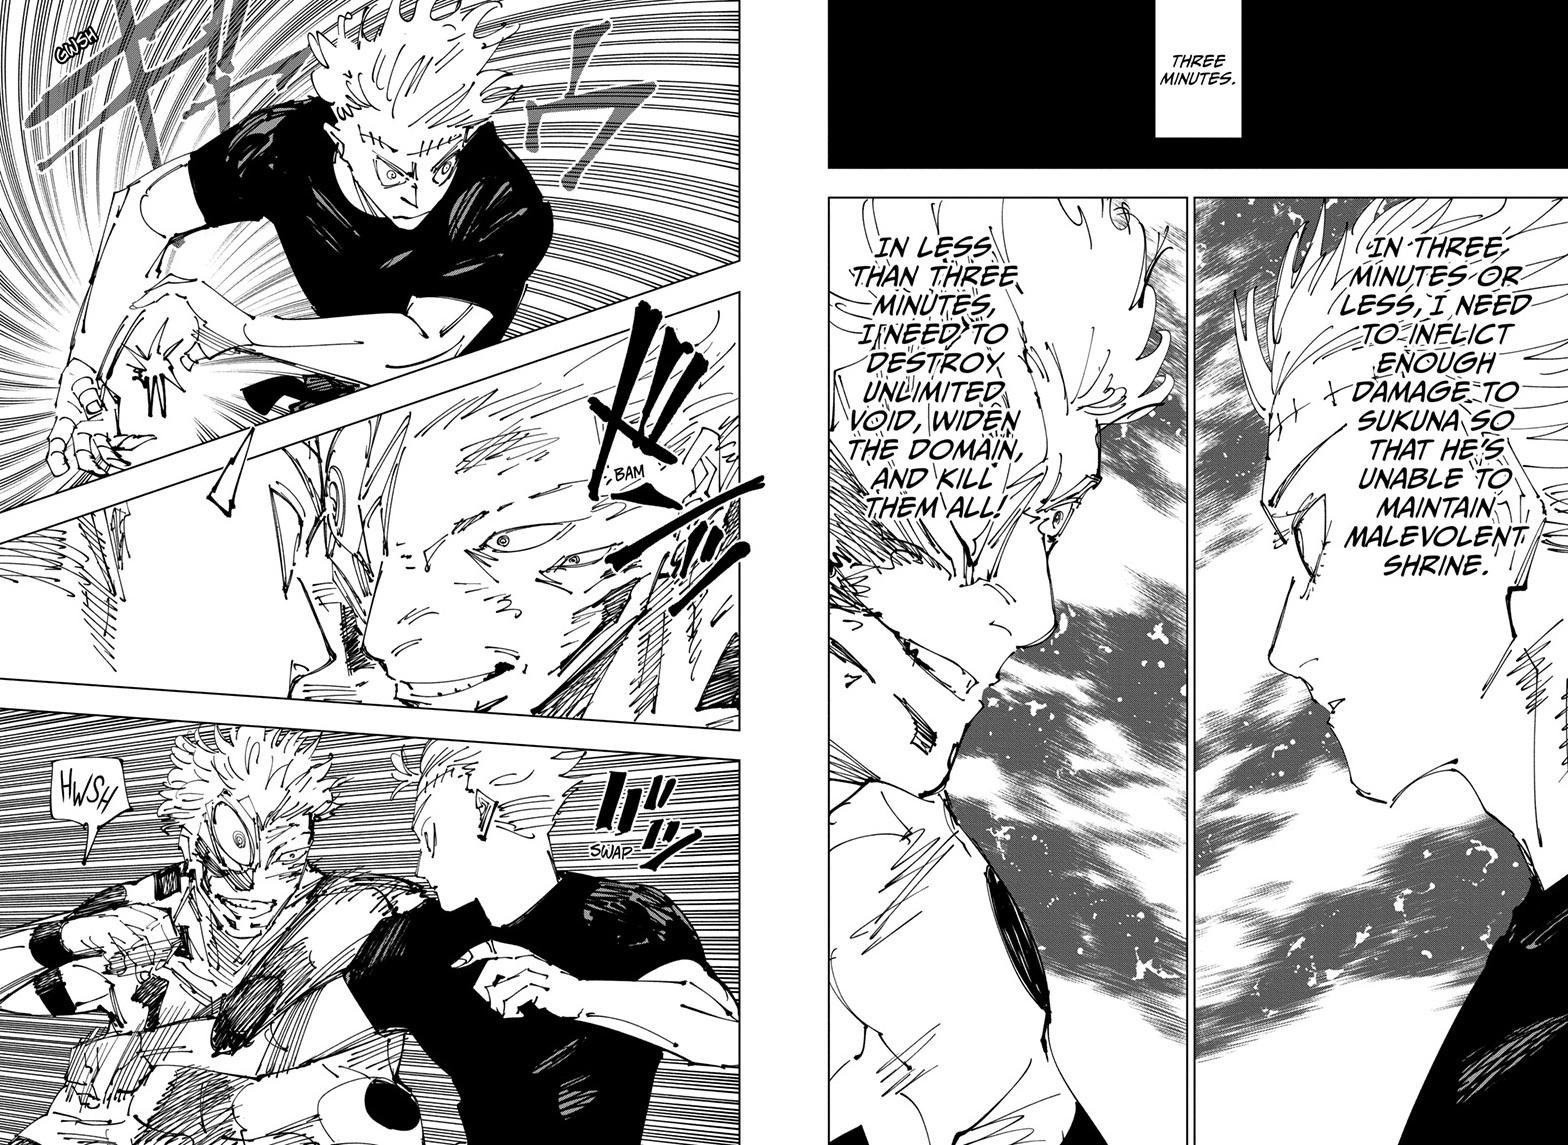 THREE
MINUTES.
IN THREE
MINUTES OR
LESS, I NEED
TO INFLICT
ENOUGH
DAMAGE TO
SUKUNA SO
THAT HE'S
UNABLE TO
MAINTAIN
MALEVOLENT
SHRINE.
IN LESS
THAN THREE
MINUTES,
I NEED TO
DESTROY
UNLIMITED
VOID, WIDEN
THE DOMAIN,
AND KILL
THEM ALL!
GWSH
BAM
SWAP
HWSH